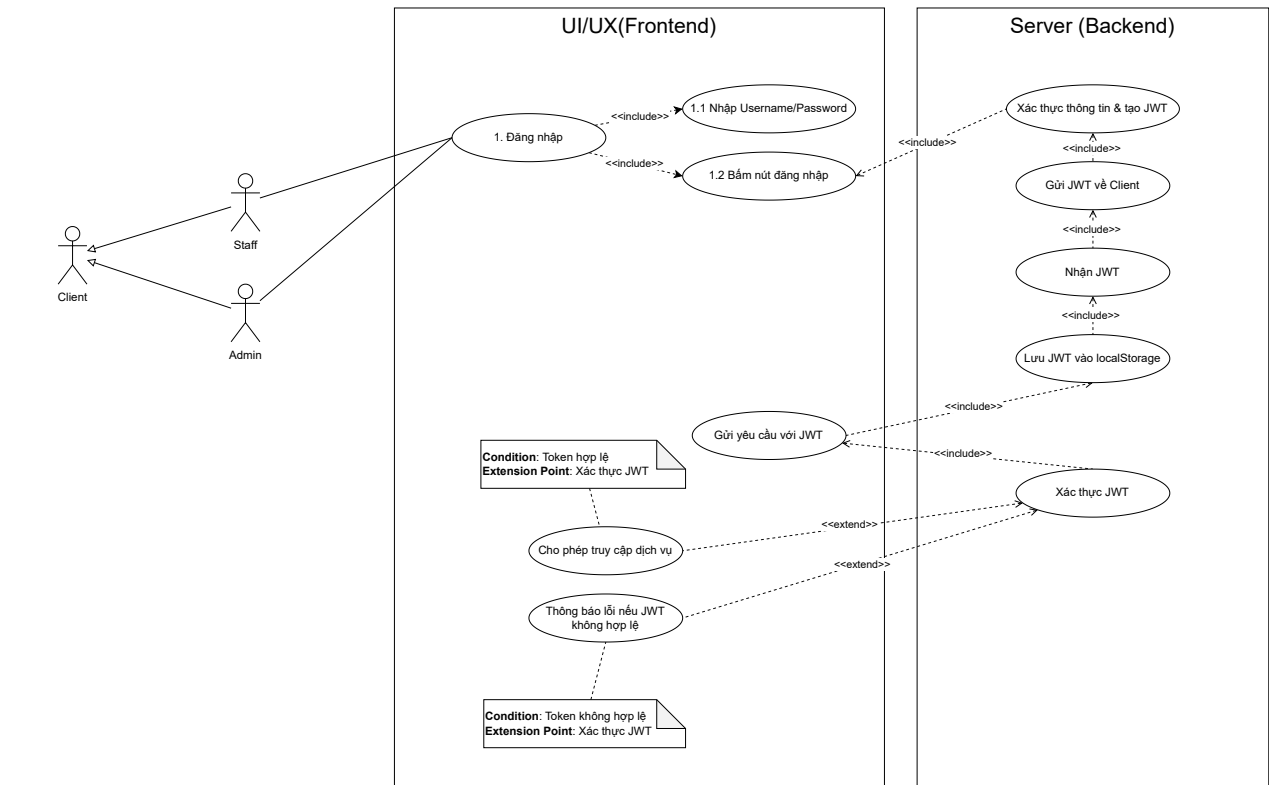 UI/UX(Frontend)
Server (Backend)
1. Đăng nhập
<<include>>
1.1 Nhập Username/Password
<<include>>
1.2 Bấm nút đăng nhập
<<include>>
Xác thực thông tin & tạo JWT
<<include>>
Gửi JWT về Client
<<include>>
Nhận JWT
<<include>>
Lưu JWT vào localStorage
Staff
Client
Admin
<<include>>
Gửi yêu cầu với JWT
<<include>>
Xác thực JWT
Condition: Token hợp lệ
Extension Point: Xác thực JWT
<<extend>>
Cho phép truy cập dịch vụ
<<extend>>
Thông báo lỗi nếu JWT
không hợp lệ
Condition: Token không hợp lệ
Extension Point: Xác thực JWT